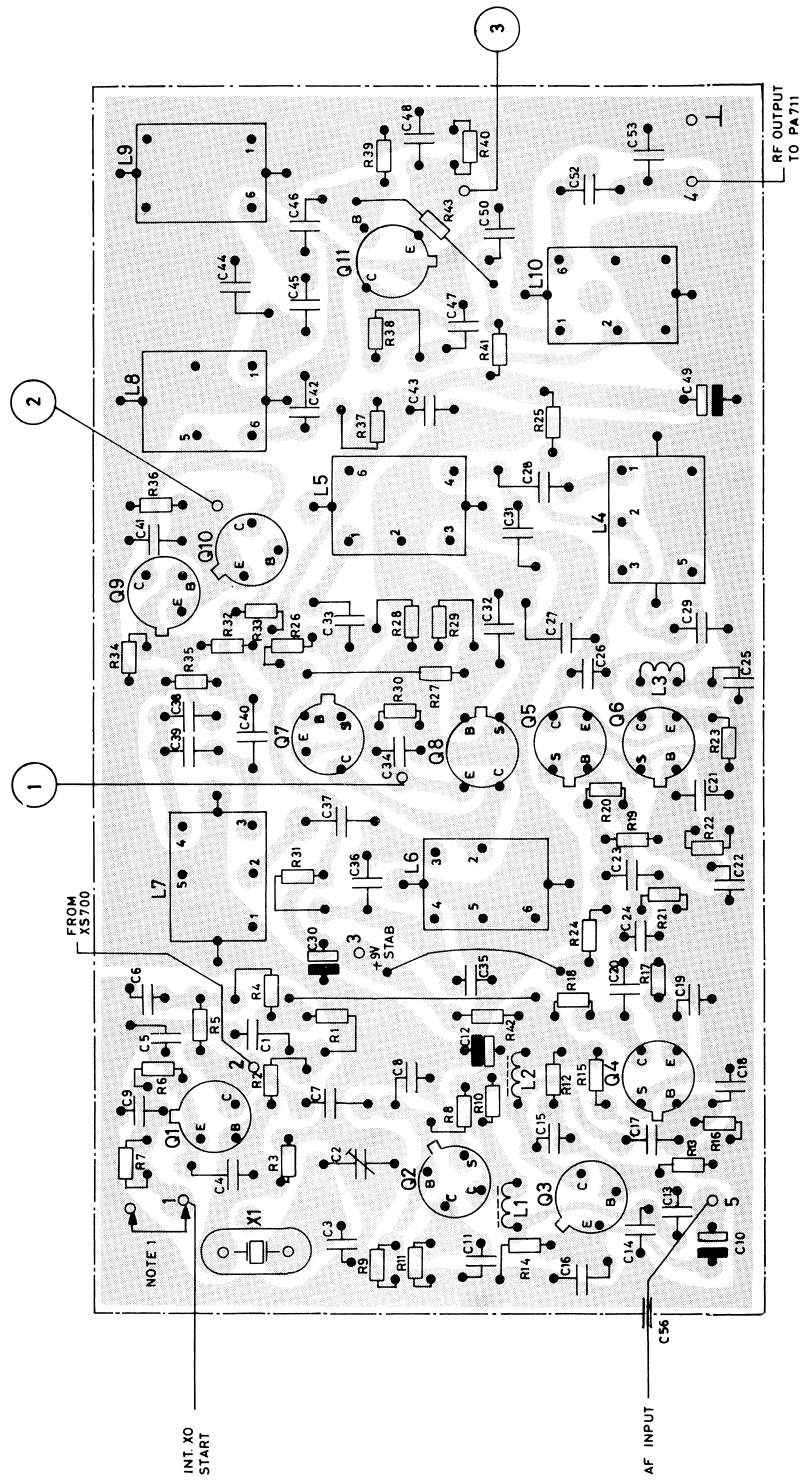 3
L9
1
6
C46
C44
C45
R39
C48
R40
Q11
B
C
E
R43
C50
C52
C53
4
RF OUTPUT
TO PA711
L10
6
1
2
C47
R41
R38
L8
1
5
6
C42
C43
R37
R25
C49
2
R36
C41
Q10
C
E
B
Q9
C
B
E
L5
6
4
1
2
3
C28
C31
L4
1
2
3
5
R34
R32
R33
R26
R35
C33
R28
R29
C32
C27
C26
C29
L3
C25
C38
C39
C40
Q7
B
E
S
C
R30
R27
C34
1
Q8
B
S
E
C
Q5
C
E
S
B
Q6
C
E
S
B
R23
R20
R19
C21
R22
C23
C22
L7
4
3
5
2
1
FROM
XS700
C37
R31
C36
C30
3
+9V
STAB
L6
3
2
4
5
6
R24
C24
R21
C20
R17
C19
R18
C35
C6
C5
R5
R4
C1
R1
2
R2
R6
C9
C12
R42
L2
R12
R15
Q4
S
C
B
E
C18
R16
C17
R13
C8
C7
R8
R10
C15
Q1
C
E
B
R7
R3
C4
C2
Q2
B
S
C
C
L1
Q3
C
B
E
C13
5
C10
C14
C16
R14
C11
R11
R9
C3
X1
1
NOTE 1
INT. XO
START
C56
AF INPUT